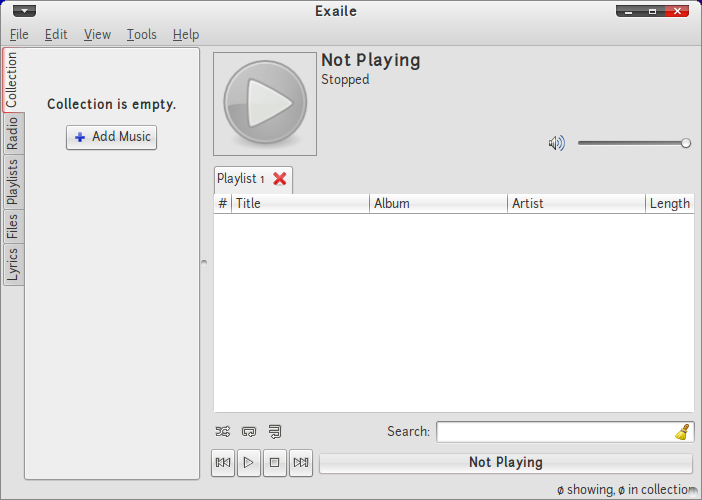 Exaile
File Edit View Tools Help
Collection
Radio
Playlists
Files
Lyrics
Collection is empty.
Add Music
Not Playing
Stopped
Playlist 1
# Title Album Artist Length
Search:
Not Playing
0 showing, 0 in collection